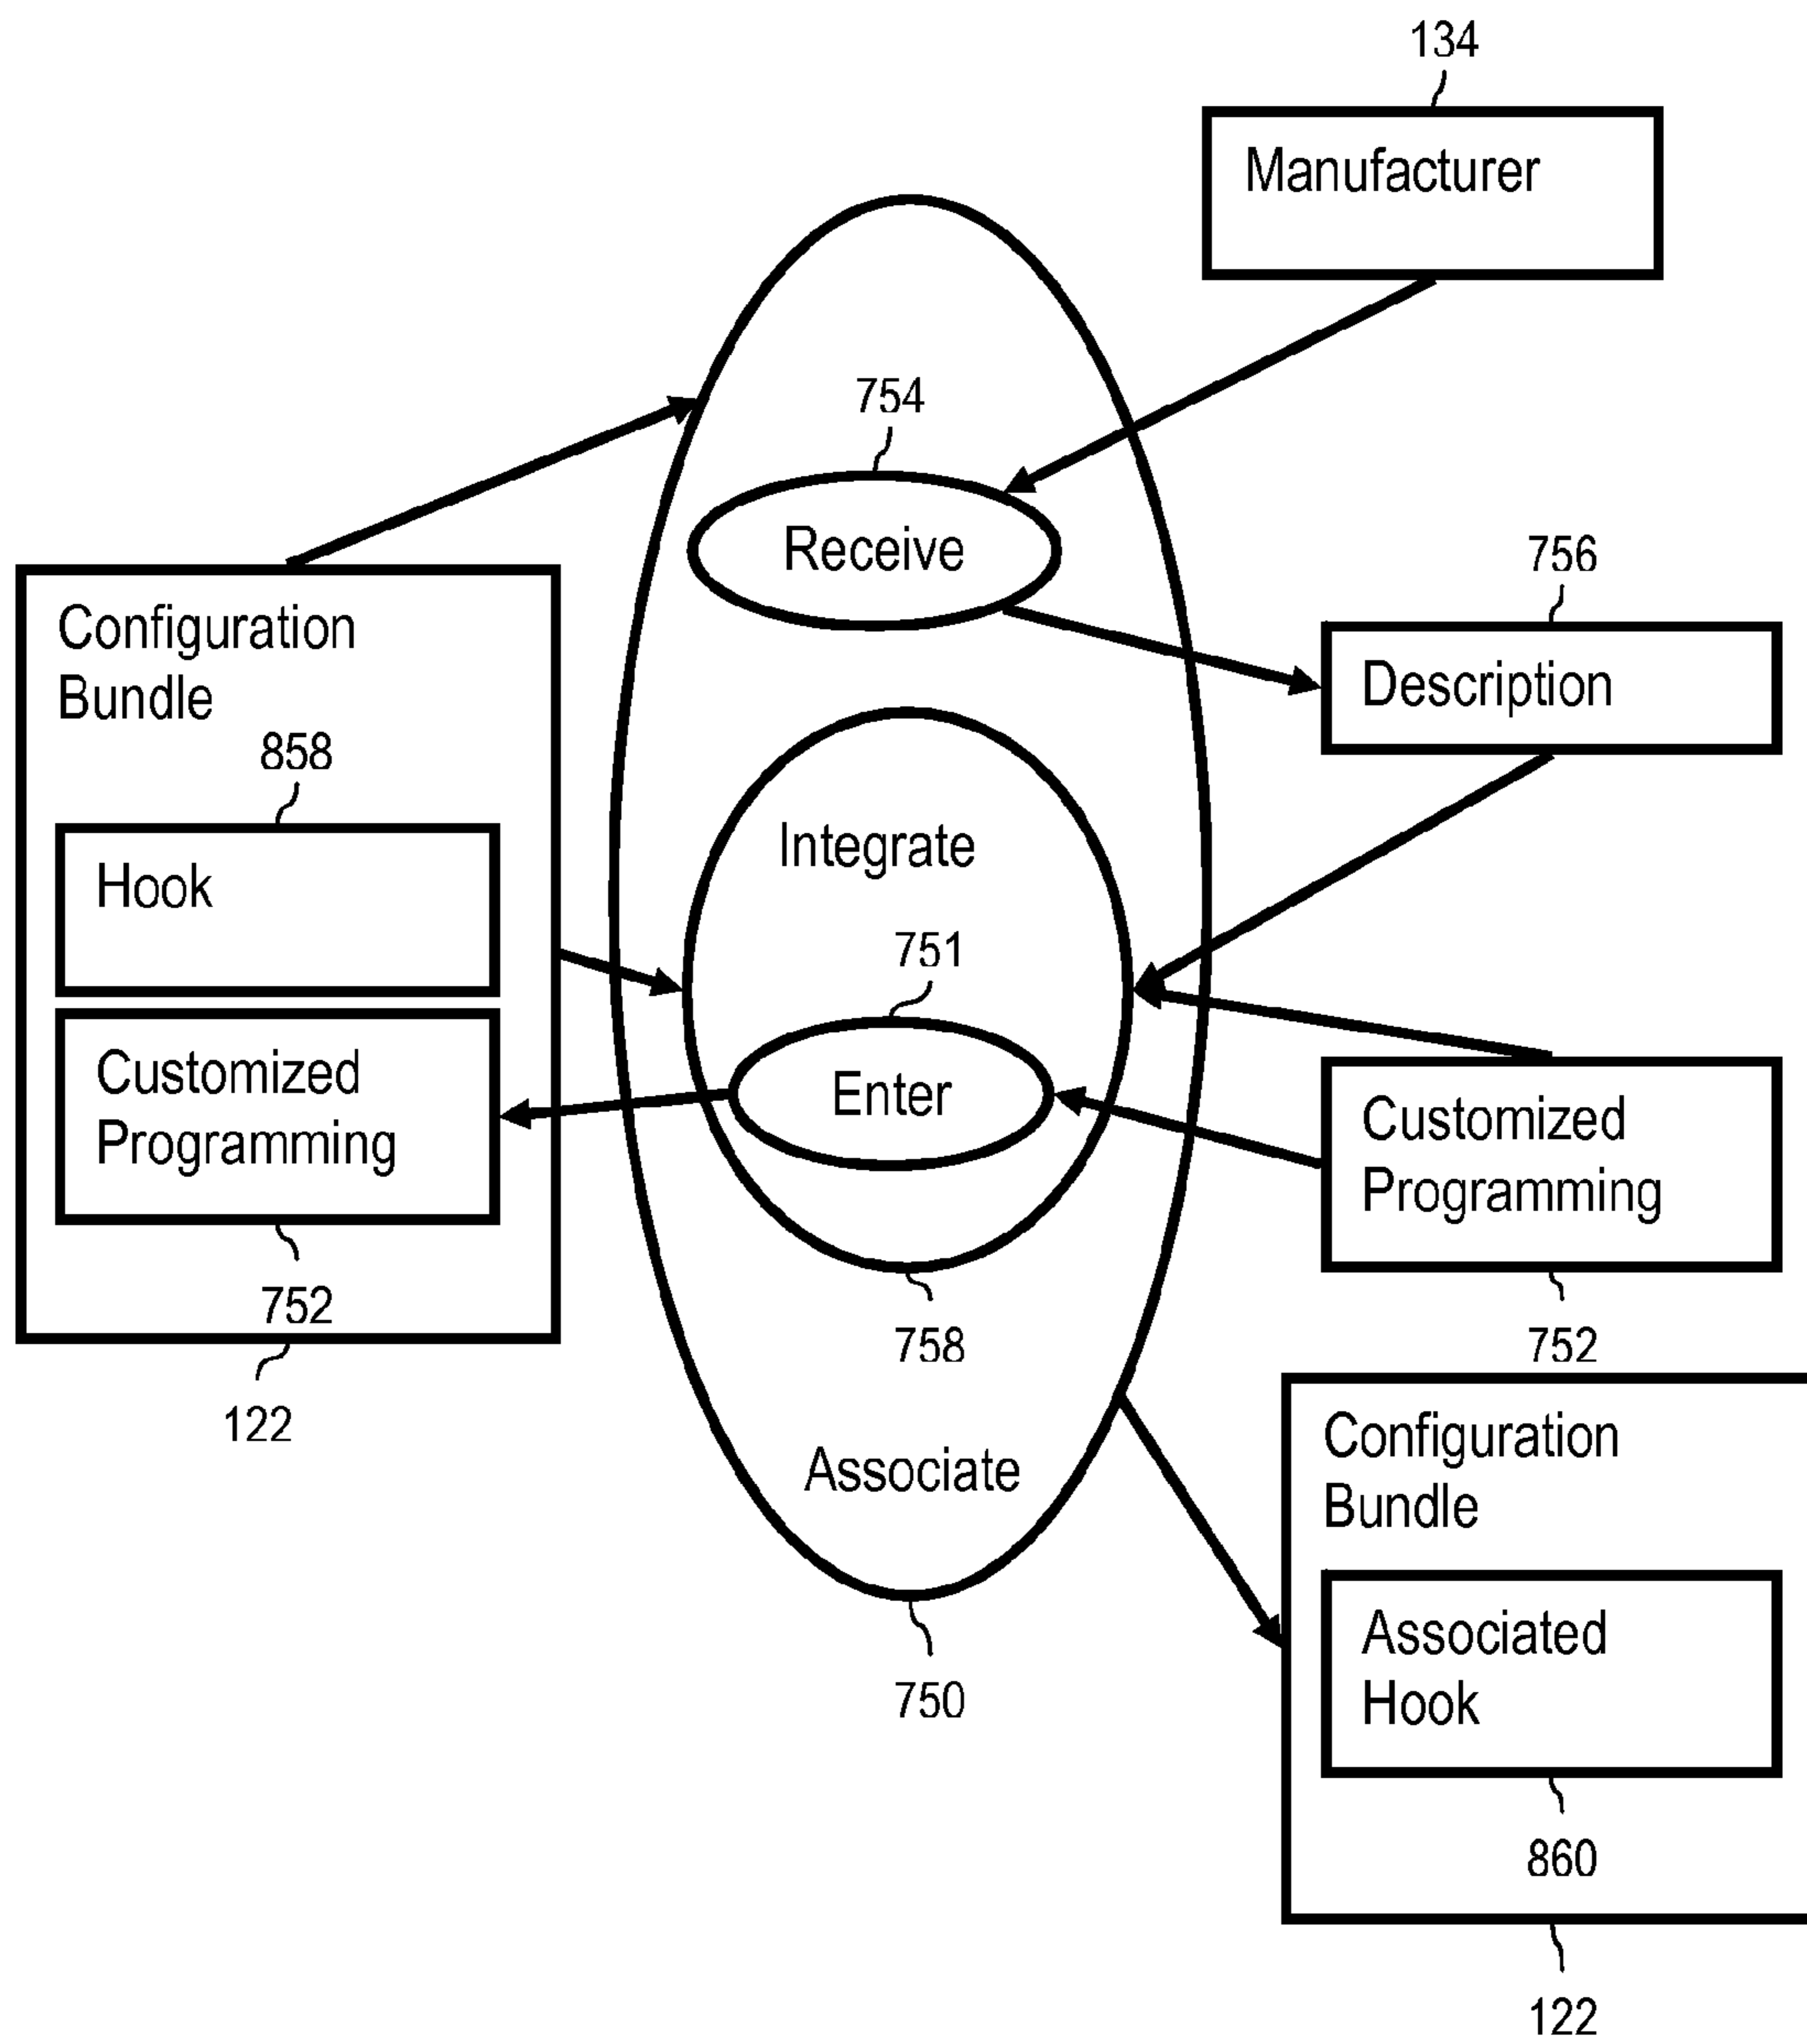 134
Manufacturer
754
Receive
756
Description
Configuration
Bundle
858
Hook
Customized
Programming
752
122
Integrate
751
Enter
758
Associate
750
Customized
Programming
752
Configuration
Bundle
Associated
Hook
860
122